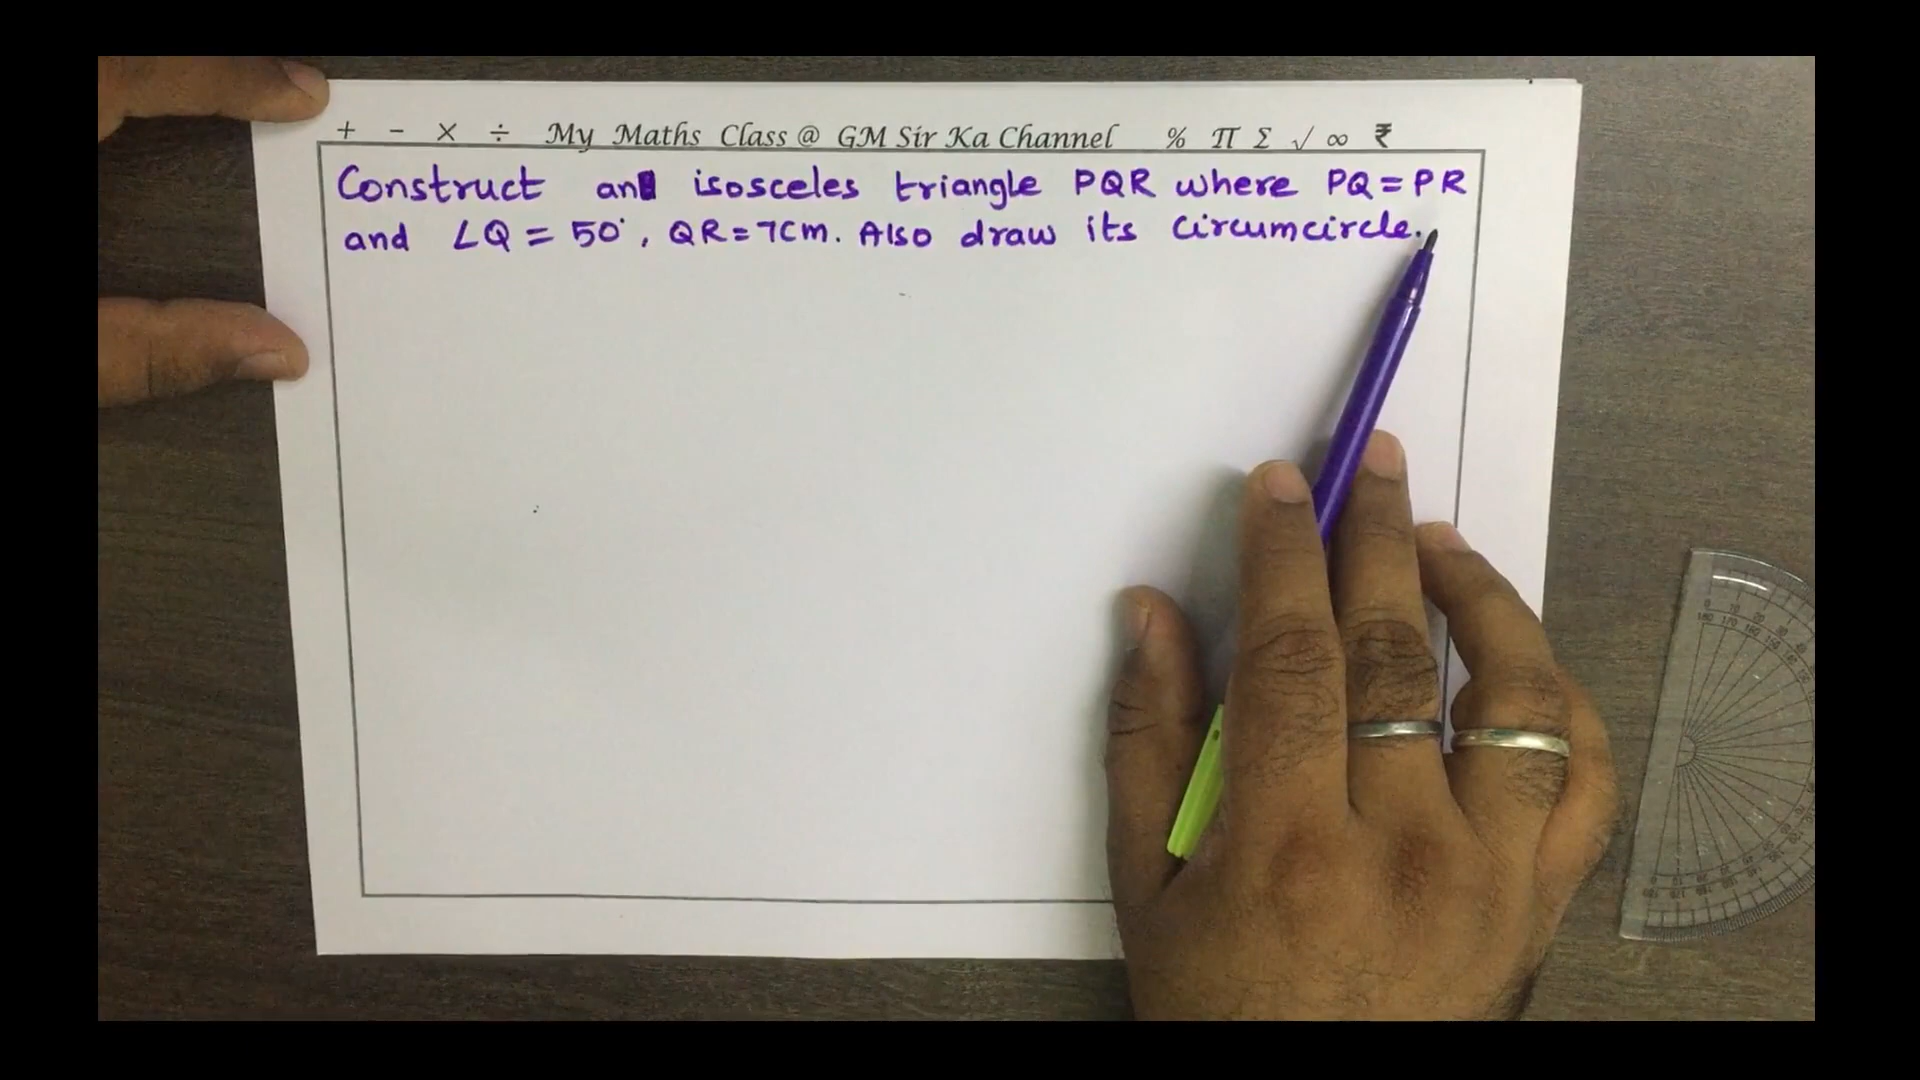 + - × ÷ My Maths Class @ GM Sir Ka Channel % π Σ √ ∞ ₹
Construct an isosceles triangle PQR where PQ = PR
and ∠Q = 50°, QR = 7cm. Also draw its circumcircle.